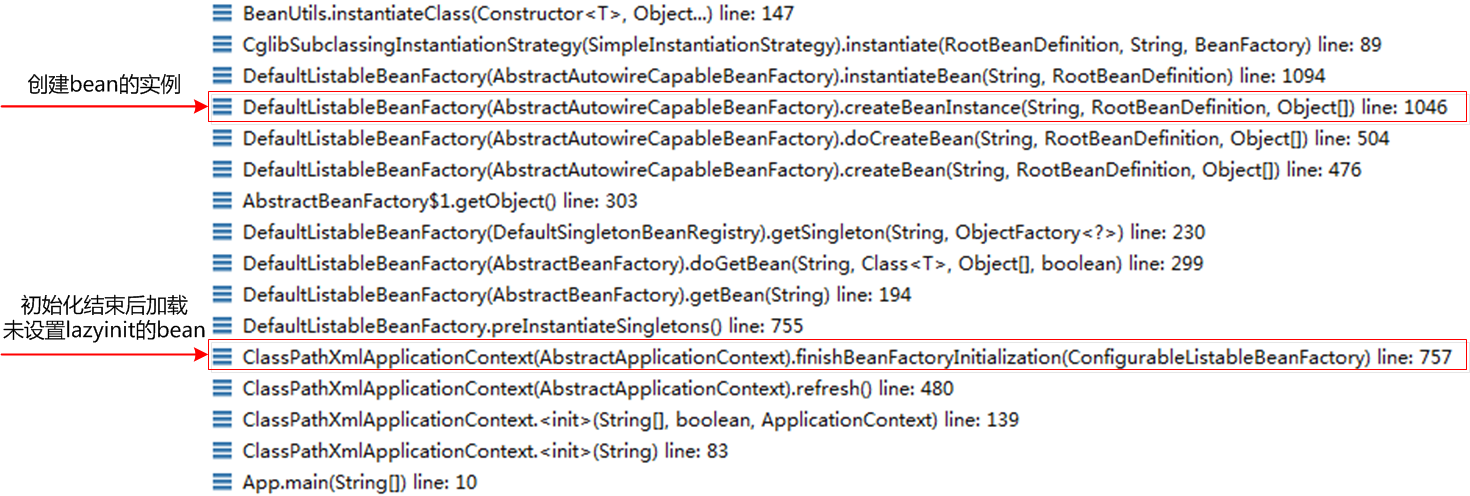 BeanUtils.instantiateClass(Constructor<T>, Object...) line: 147
CglibSubclassingInstantiationStrategy(SimpleInstantiationStrategy).instantiate(RootBeanDefinition, String, BeanFactory) line: 89
DefaultListableBeanFactory(AbstractAutowireCapableBeanFactory).instantiateBean(String, RootBeanDefinition) line: 1094
创建bean的实例
DefaultListableBeanFactory(AbstractAutowireCapableBeanFactory).createBeanInstance(String, RootBeanDefinition, Object[]) line: 1046
DefaultListableBeanFactory(AbstractAutowireCapableBeanFactory).doCreateBean(String, RootBeanDefinition, Object[]) line: 504
DefaultListableBeanFactory(AbstractAutowireCapableBeanFactory).createBean(String, RootBeanDefinition, Object[]) line: 476
AbstractBeanFactory$1.getObject() line: 303
DefaultListableBeanFactory(DefaultSingletonBeanRegistry).getSingleton(String, ObjectFactory<?>) line: 230
DefaultListableBeanFactory(AbstractBeanFactory).doGetBean(String, Class<T>, Object[], boolean) line: 299
DefaultListableBeanFactory(AbstractBeanFactory).getBean(String) line: 194
初始化结束后加载
未设置lazyinit的bean
DefaultListableBeanFactory.preInstantiateSingletons() line: 755
ClassPathXmlApplicationContext(AbstractApplicationContext).finishBeanFactoryInitialization(ConfigurableListableBeanFactory) line: 757
ClassPathXmlApplicationContext(AbstractApplicationContext).refresh() line: 480
ClassPathXmlApplicationContext.<init>(String[], boolean, ApplicationContext) line: 139
ClassPathXmlApplicationContext.<init>(String) line: 83
App.main(String[]) line: 10